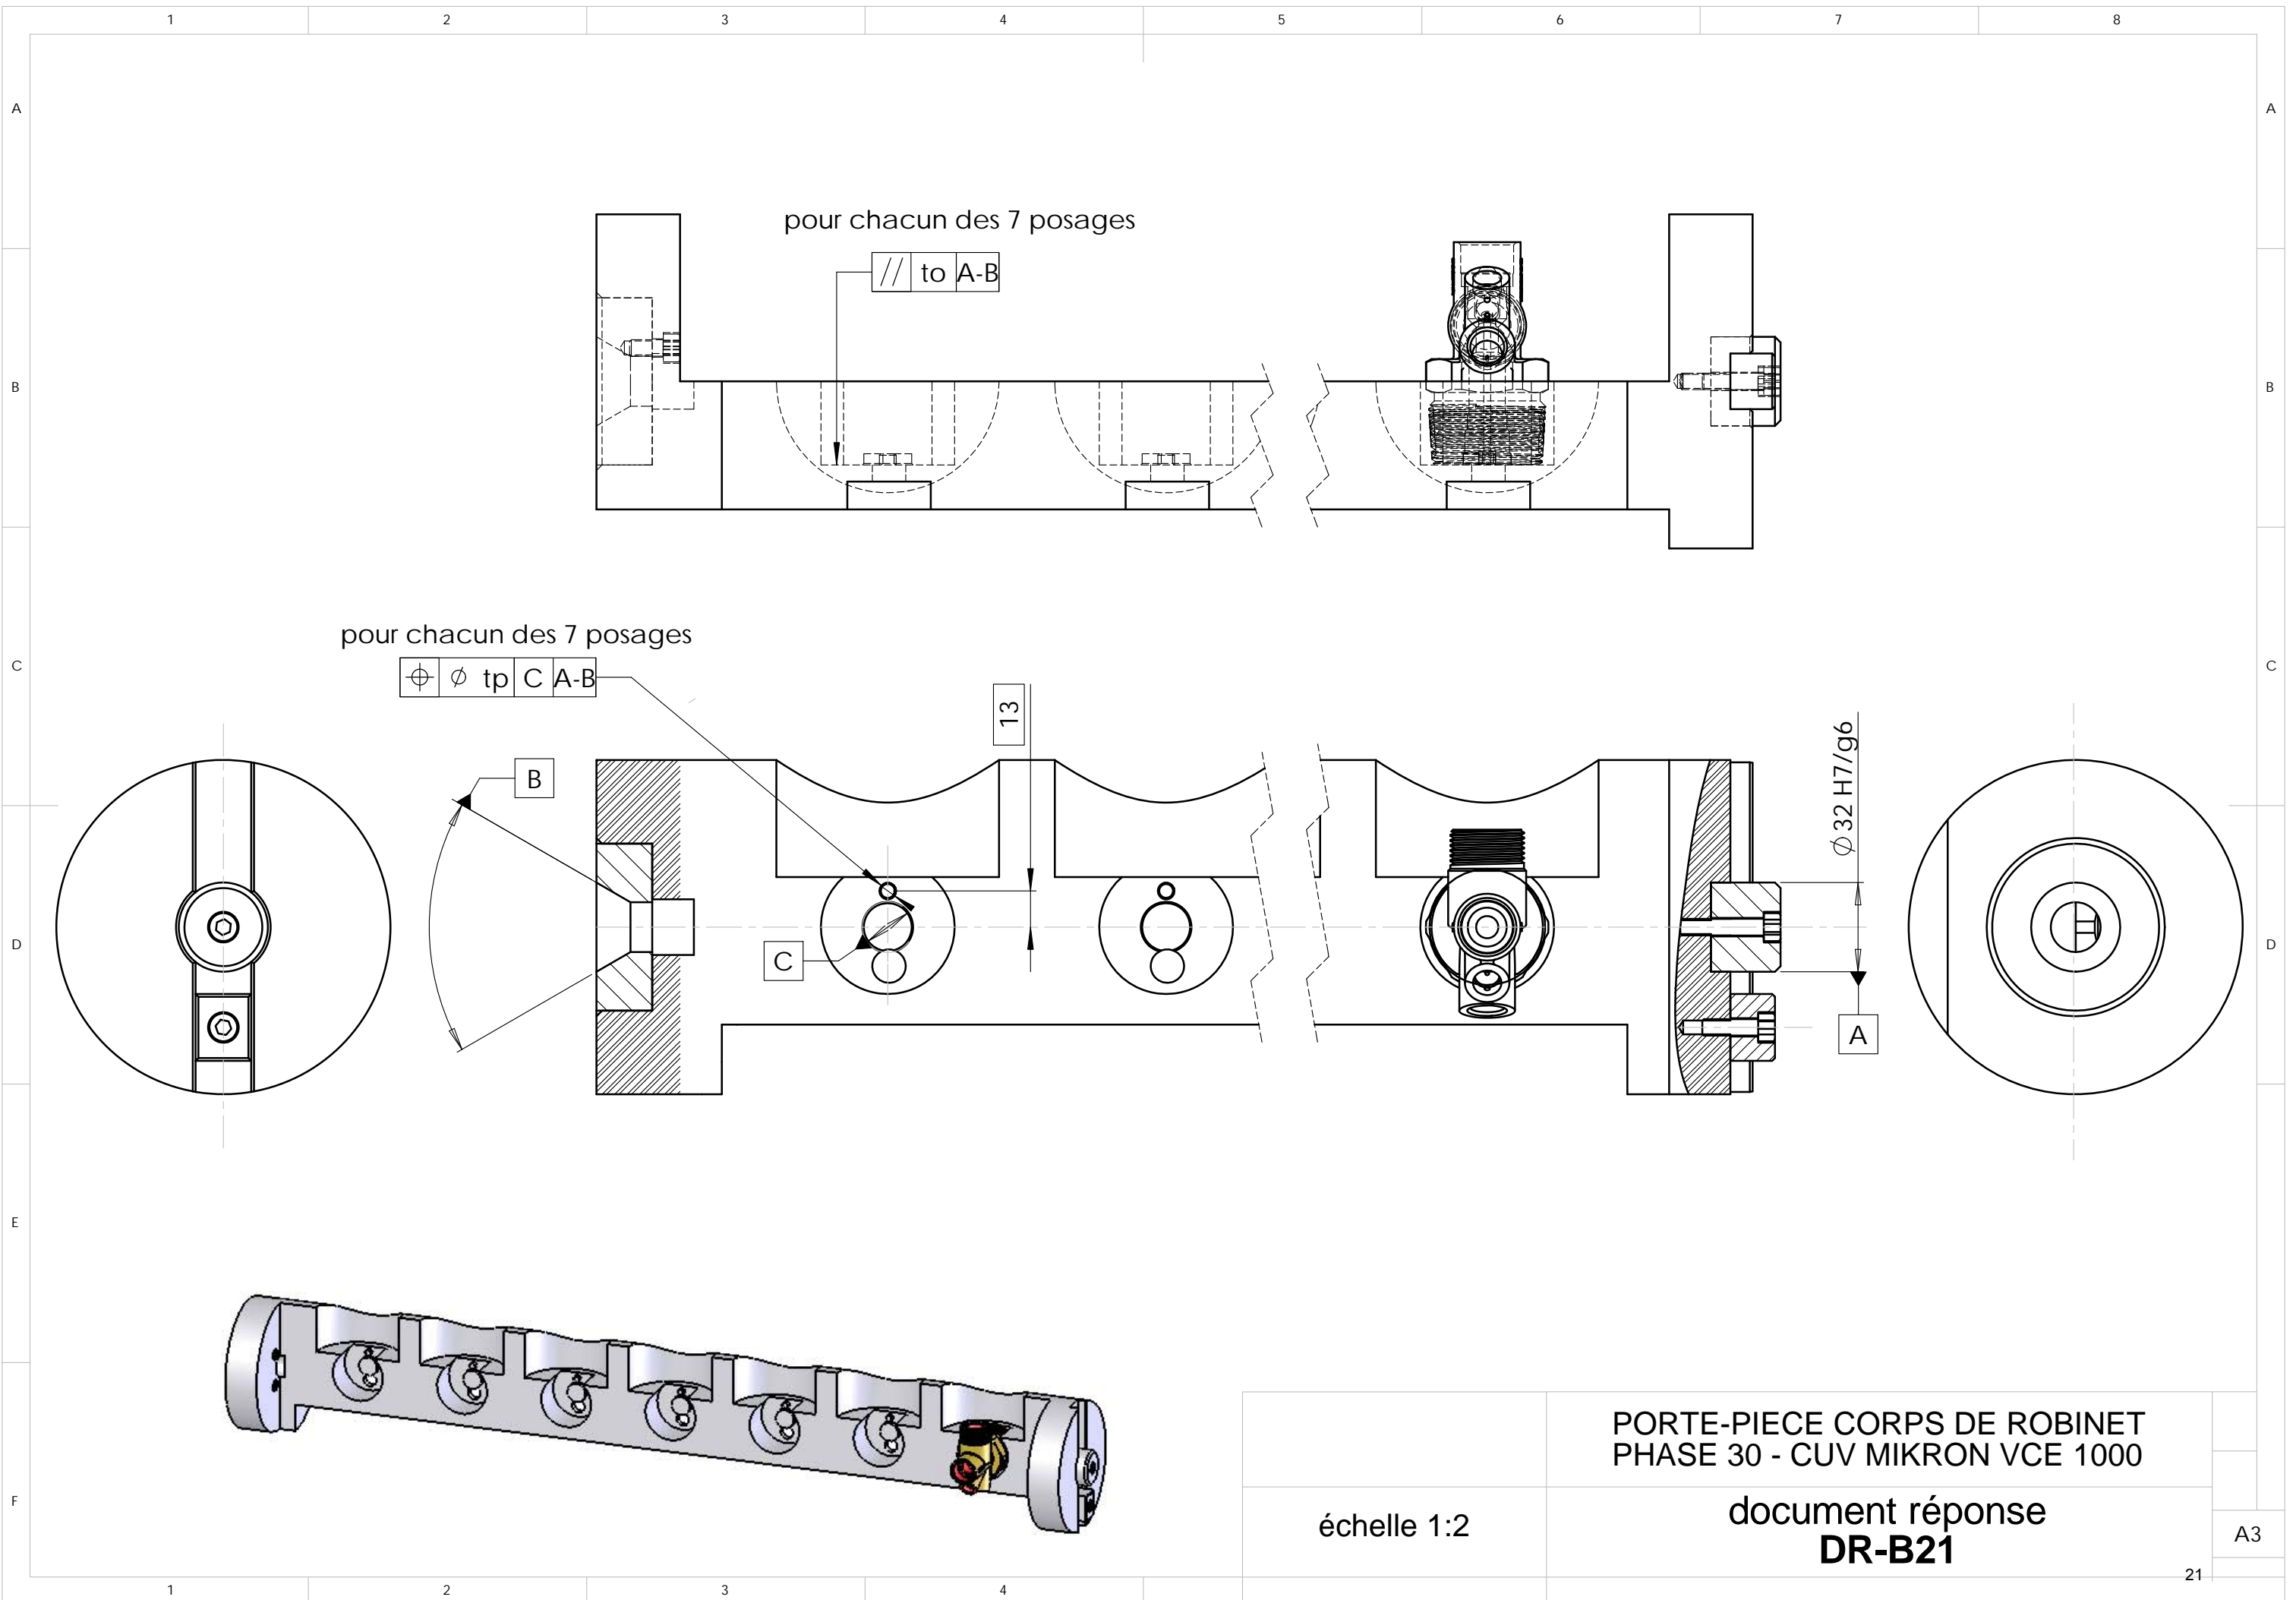 1 2 3 4 5 6 7 8
A A
pour chacun des 7 posages
// to A-B
B B
pour chacun des 7 posages
C C
⌖ ⌀ tp C A-B
13
⌀32 H7/g6
B
C
D D
A
E E
PORTE-PIECE CORPS DE ROBINET
PHASE 30 - CUV MIKRON VCE 1000
F F
échelle 1:2
document réponse
DR-B21
A3
21
1 2 3 4